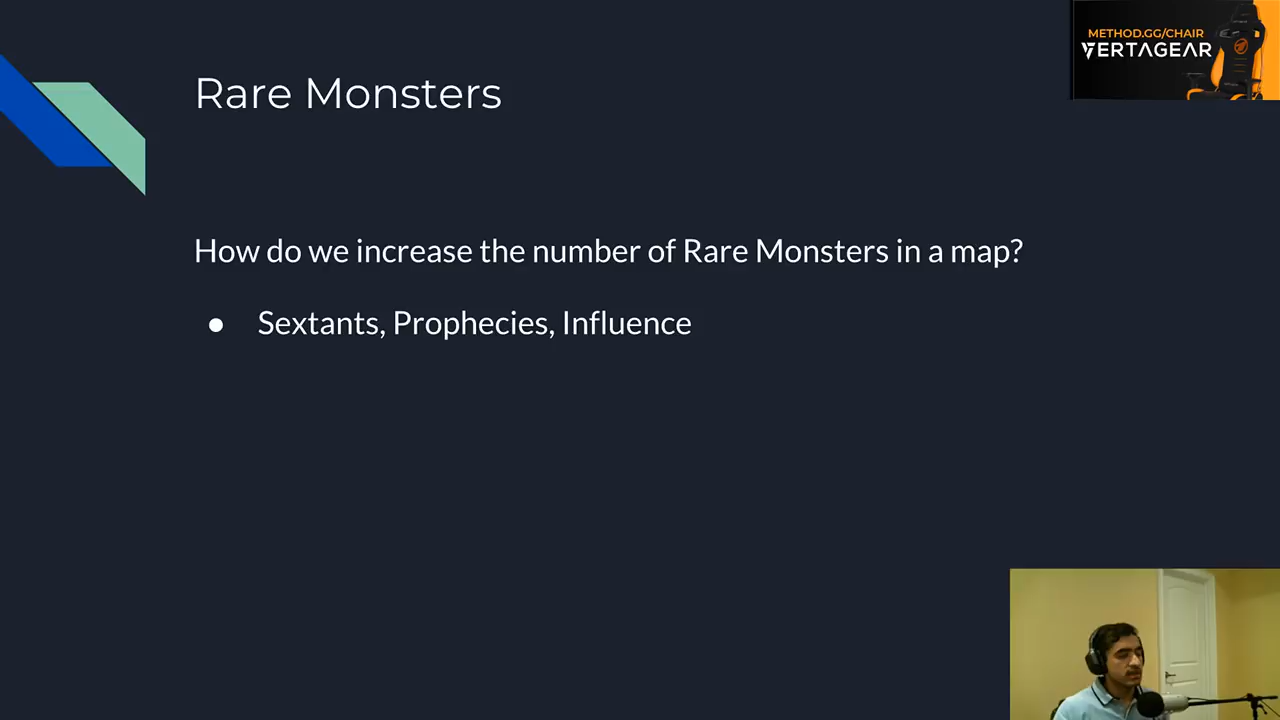 METHOD.GG/CHAIR
VERTAGEAR
Rare Monsters
How do we increase the number of Rare Monsters in a map?
● Sextants, Prophecies, Influence